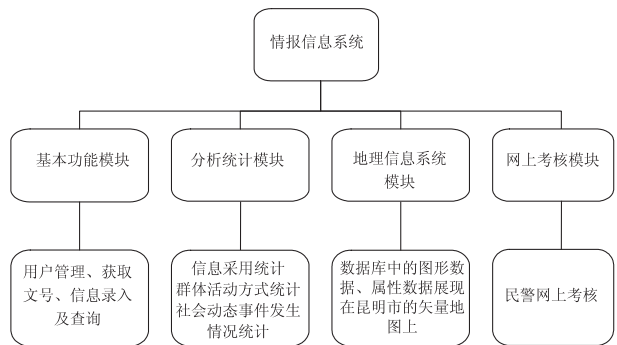 情报信息系统
基本功能模块
分析统计模块
地理信息系统
模块
网上考核模块
用户管理、获取
文号、信息录入
及查询
信息采用统计
群体活动方式统计
社会动态事件发生
情况统计
数据库中的图形数
据、属性数据展现
在昆明市的矢量地
图上
民警网上考核